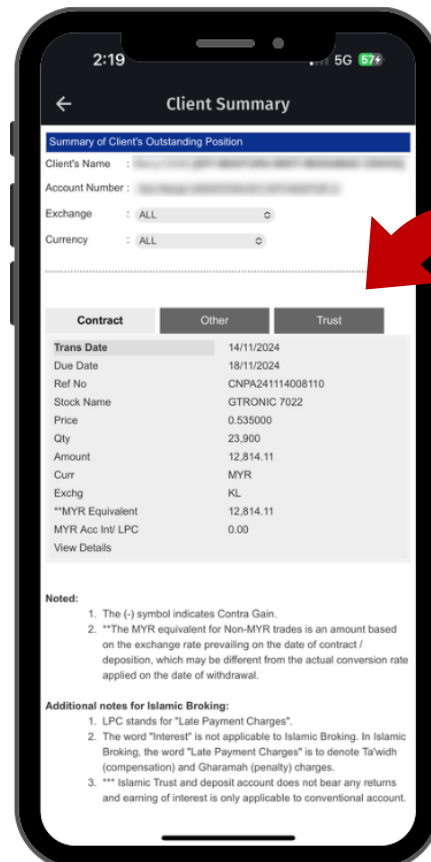 2:19 5G 57
Client Summary
Summary of Client's Outstanding Position
Client's Name :
Account Number :
Exchange : ALL
Currency : ALL
Contract Other Trust
Trans Date 14/11/2024
Due Date 18/11/2024
Ref No CNPA241114008110
Stock Name GTRONIC 7022
Price 0.535000
Qty 23,900
Amount 12,814.11
Curr MYR
Exchg KL
**MYR Equivalent 12,814.11
MYR Acc Int/ LPC 0.00
View Details
Noted:
1. The (-) symbol indicates Contra Gain.
2. **The MYR equivalent for Non-MYR trades is an amount based
on the exchange rate prevailing on the date of contract /
deposition, which may be different from the actual conversion rate
applied on the date of withdrawal.
Additional notes for Islamic Broking:
1. LPC stands for "Late Payment Charges".
2. The word "Interest" is not applicable to Islamic Broking. In Islamic
Broking, the word "Late Payment Charges" is to denote Ta'widh
(compensation) and Gharamah (penalty) charges.
3. *** Islamic Trust and deposit account does not bear any returns
and earning of interest is only applicable to conventional account.